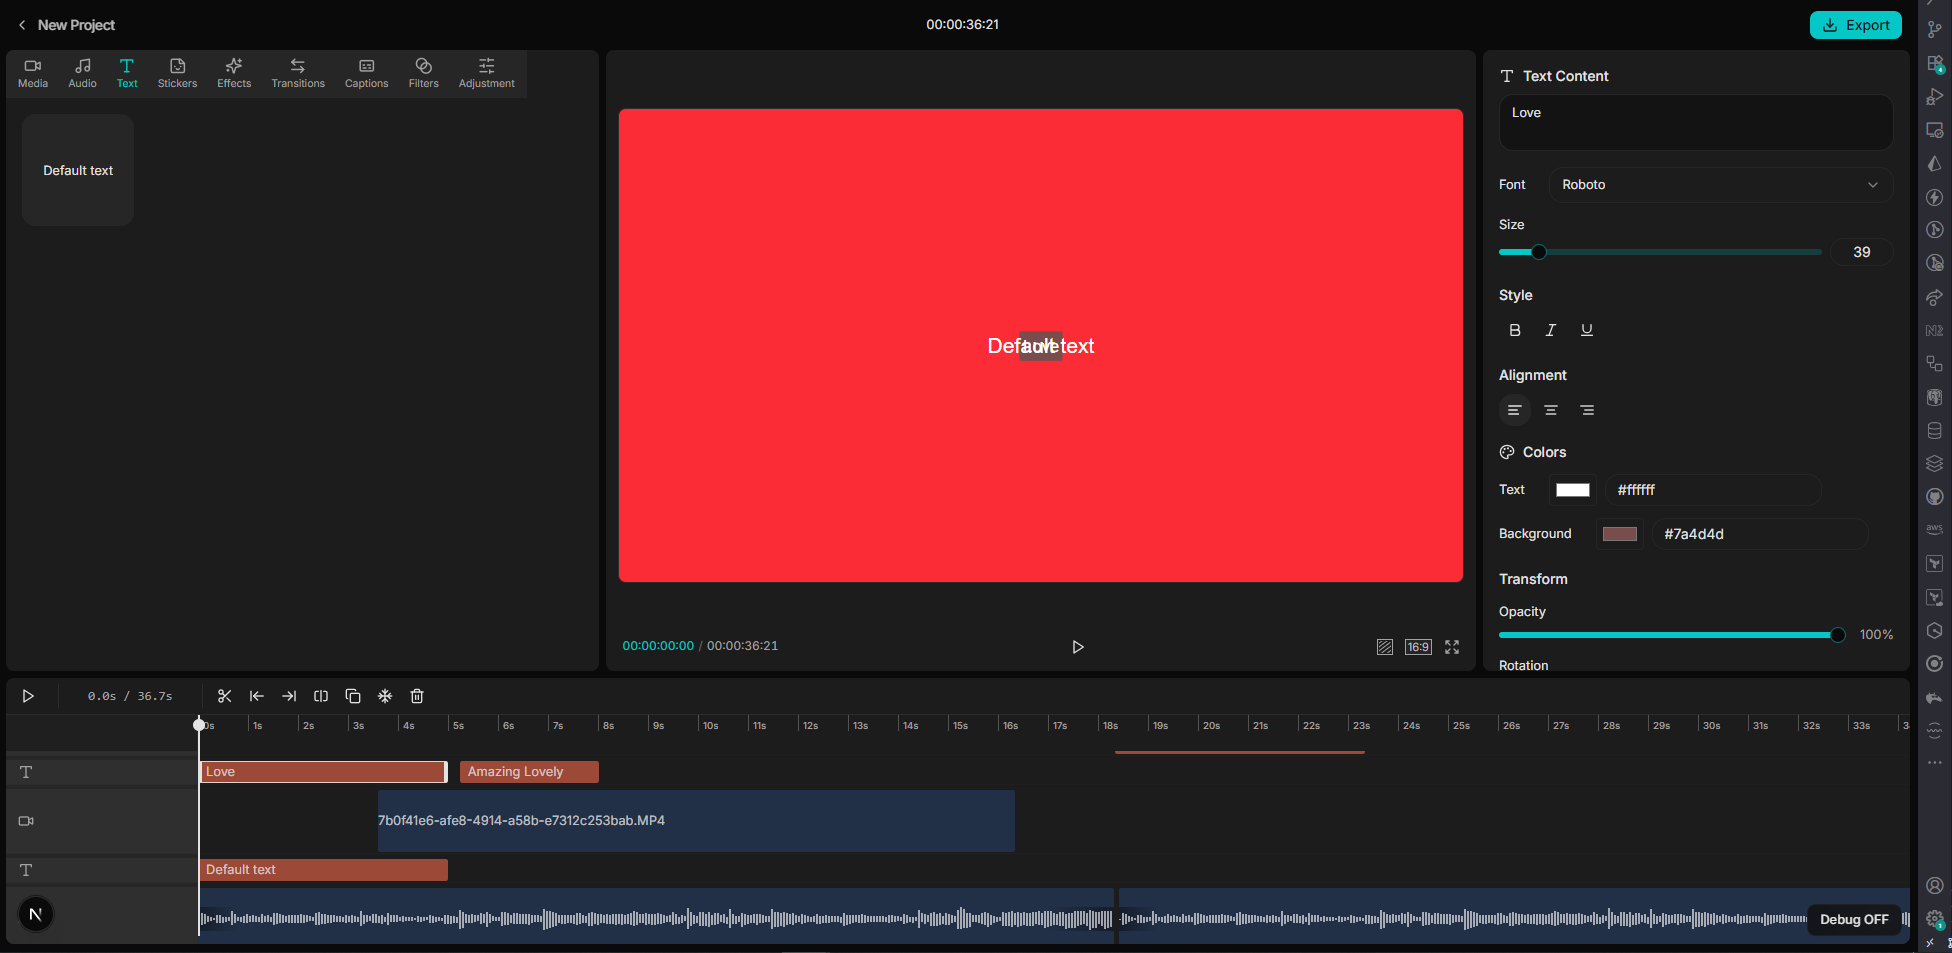 New Project
00:00:36:21
Export
Media
Audio
Text
Stickers
Effects
Transitions
Captions
Filters
Adjustment
Default text
Default text
Love
00:00:00:00 / 00:00:36:21
16:9
Text Content
Love
Font
Roboto
Size
39
Style
B I U
Alignment
Colors
Text
#ffffff
Background
#7a4d4d
Transform
Opacity
100%
Rotation
0.0s / 36.7s
0s 1s 2s 3s 4s 5s 6s 7s 8s 9s 10s 11s 12s 13s 14s 15s 16s 17s 18s 19s 20s 21s 22s 23s 24s 25s 26s 27s 28s 29s 30s 31s 32s 33s
Love
Amazing Lovely
7b0f41e6-afe8-4914-a58b-e7312c253bab.MP4
Default text
N
Debug OFF
aws
4
1